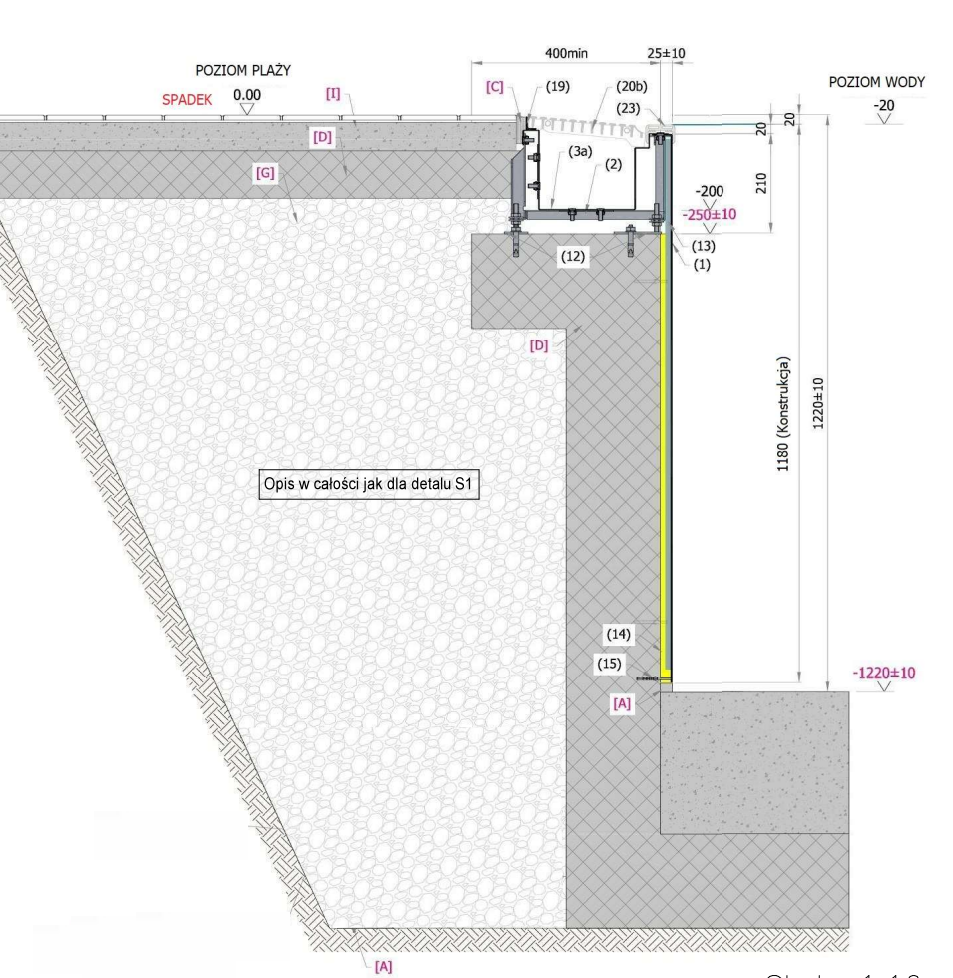 400min
25±10
POZIOM PLAŻY
SPADEK
0.00
[I]
[C]
(19)
(20b)
(23)
POZIOM WODY
-20
20
20
[D]
(3a)
(2)
[G]
210
-200
-250±10
(13)
(12)
(1)
[D]
1180 (Konstrukcja)
1220±10
Opis w całości jak dla detalu S1
(14)
(15)
-1220±10
[A]
[A]